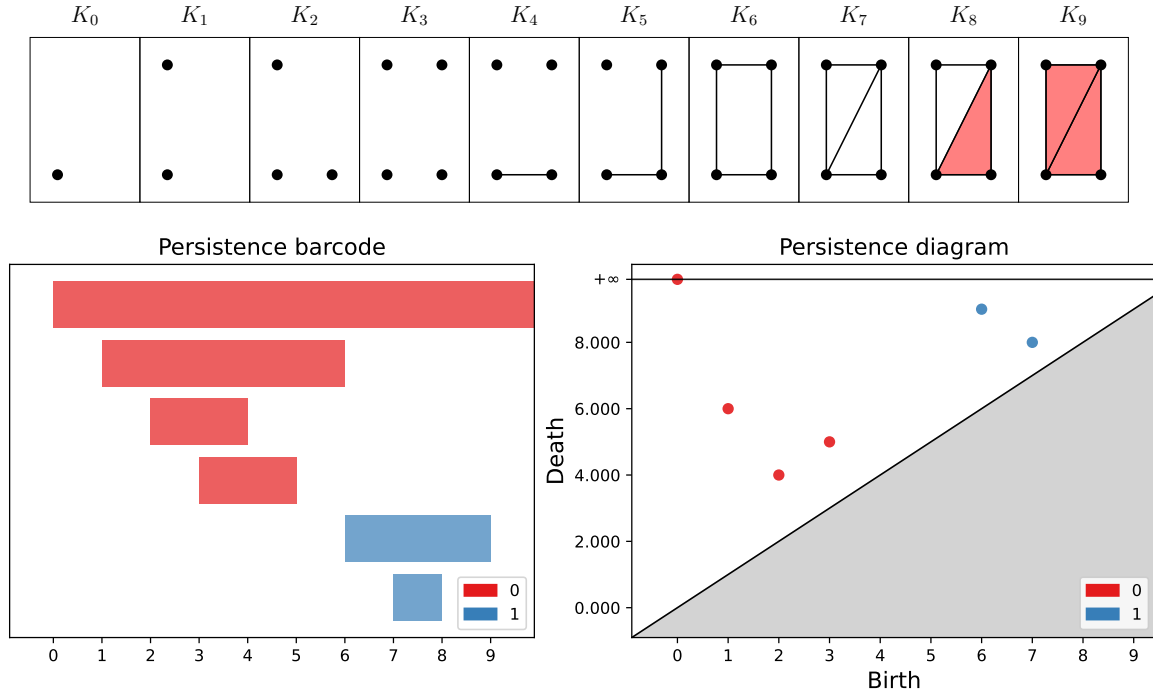 K₀ K₁ K₂ K₃ K₄ K₅ K₆ K₇ K₈ K₉
Persistence barcode
0
1
0 1 2 3 4 5 6 7 8 9
Persistence diagram
+∞
8.000
6.000
4.000
2.000
0.000
Death
0
1
0 1 2 3 4 5 6 7 8 9
Birth